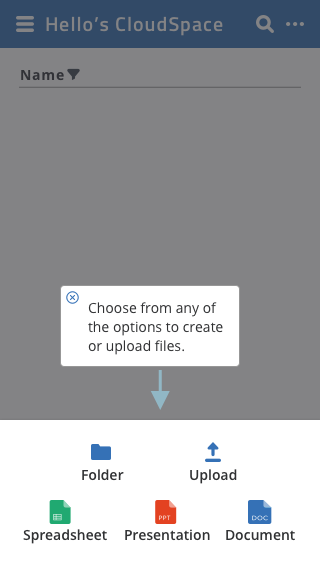 Hello's CloudSpace
Name
Choose from any of
the options to create
or upload files.
Folder
Upload
PPT
DOC
Spreadsheet
Presentation
Document